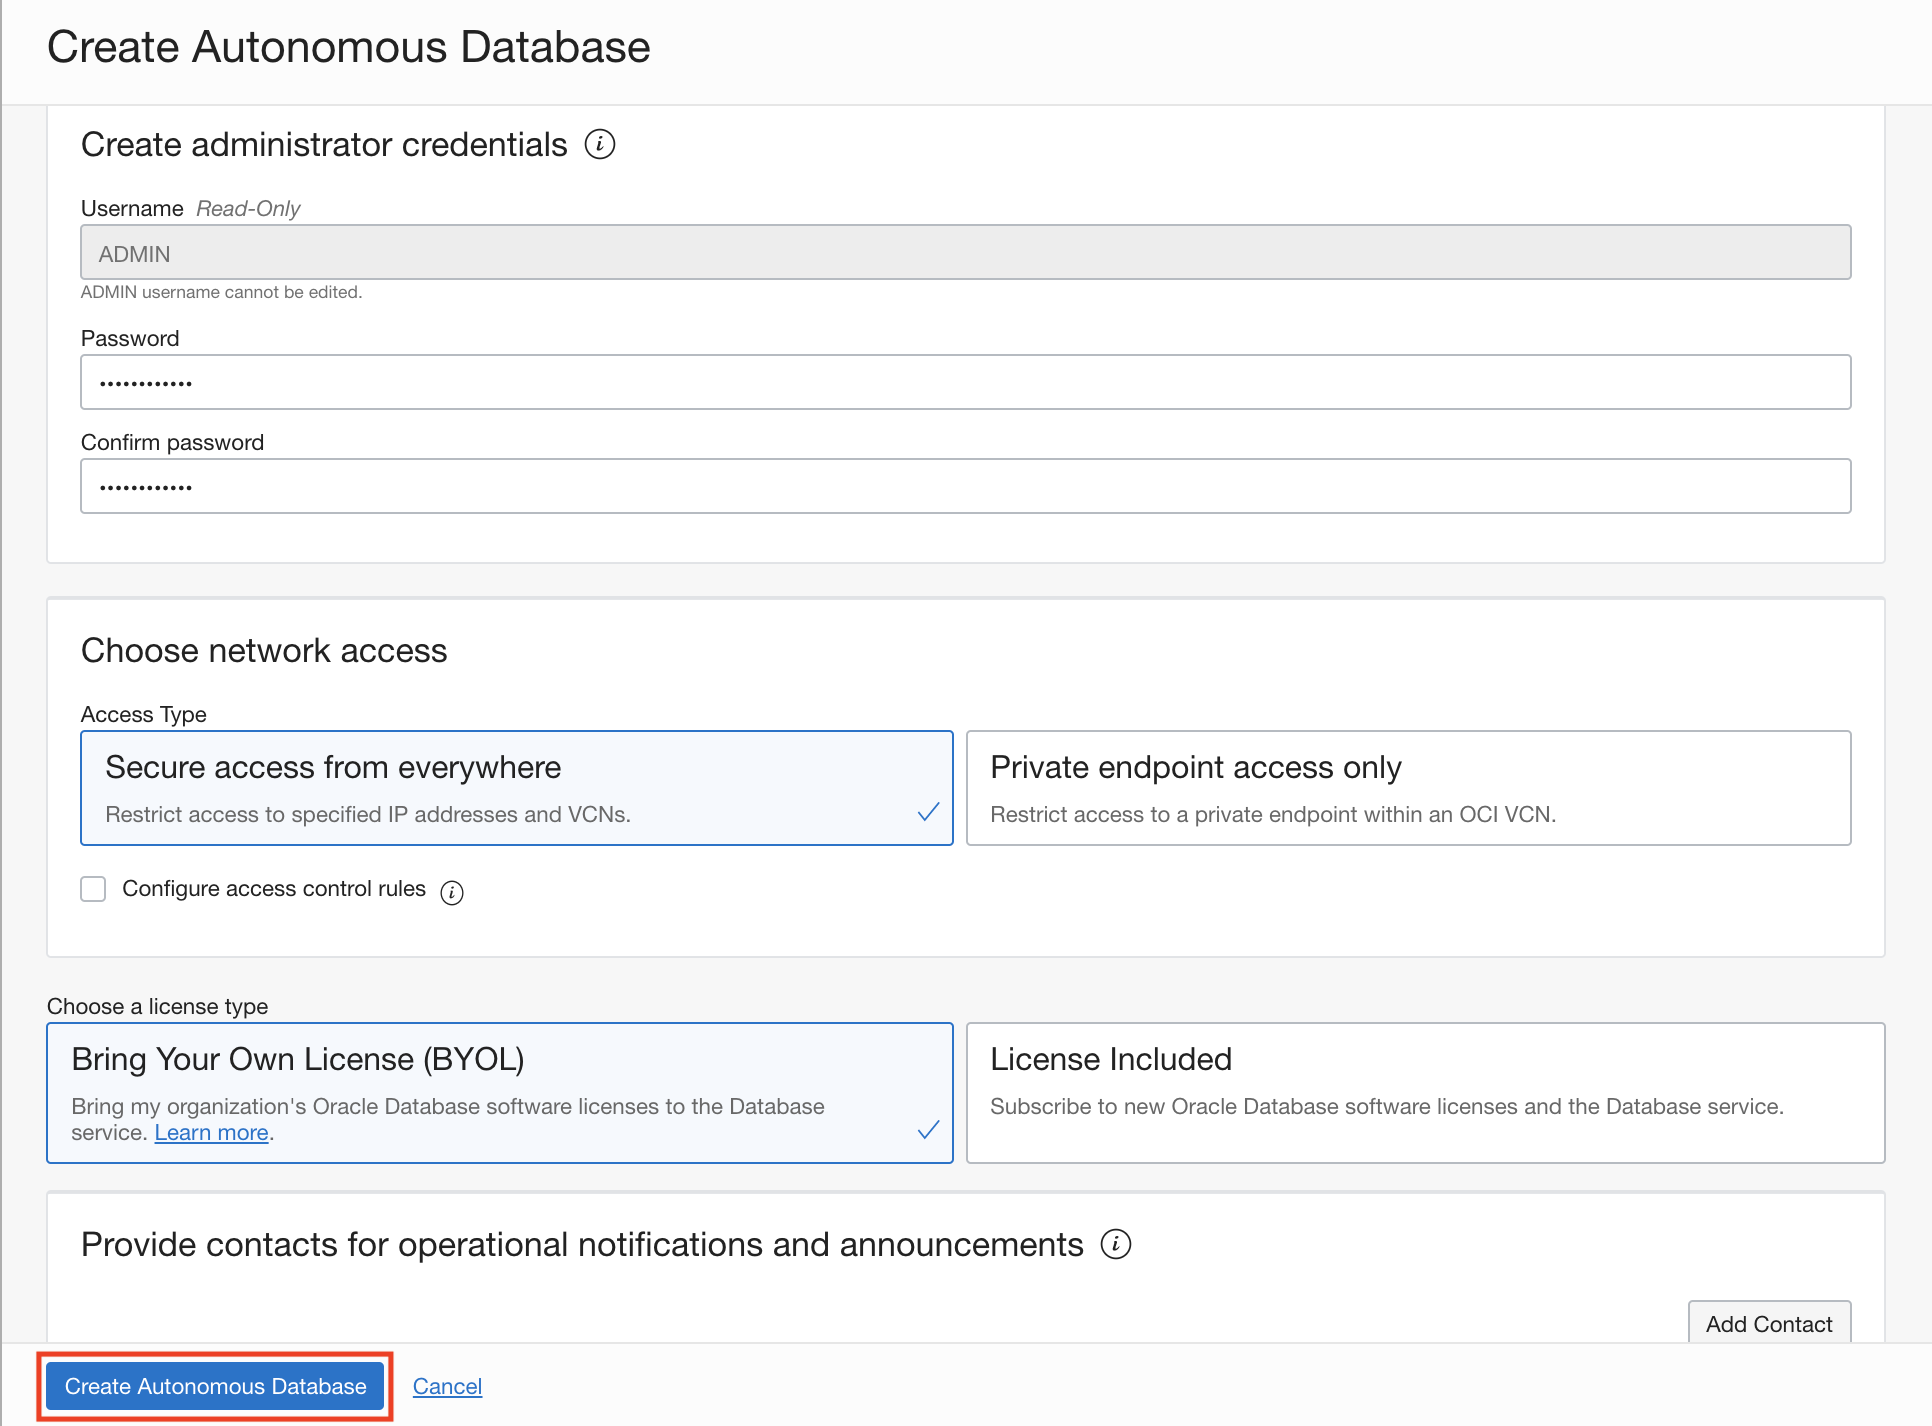 Create Autonomous Database
Create administrator credentials
Username Read-Only
ADMIN
ADMIN username cannot be edited.
Password
••••••••••••
Confirm password
••••••••••••
Choose network access
Access Type
Secure access from everywhere
Restrict access to specified IP addresses and VCNs.
Private endpoint access only
Restrict access to a private endpoint within an OCI VCN.
Configure access control rules
Choose a license type
Bring Your Own License (BYOL)
Bring my organization's Oracle Database software licenses to the Database
service. Learn more.
License Included
Subscribe to new Oracle Database software licenses and the Database service.
Provide contacts for operational notifications and announcements
Add Contact
Create Autonomous Database
Cancel